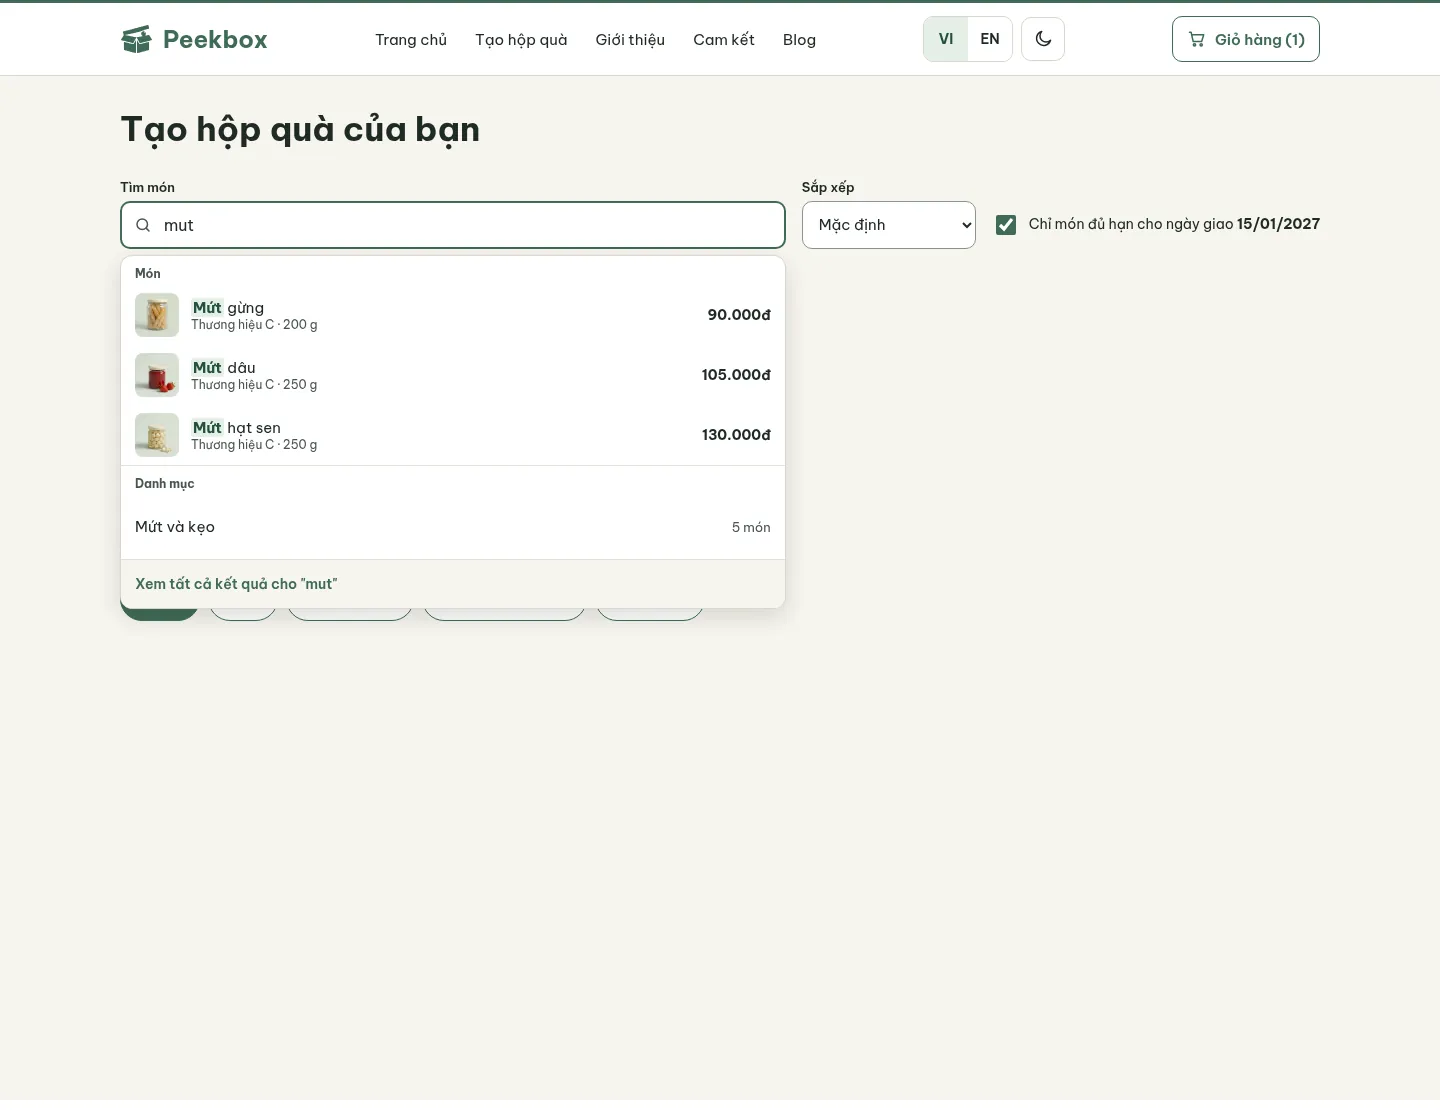 Peekbox
Trang chủ
Tạo hộp quà
Giới thiệu
Cam kết
Blog
VI
EN
Giỏ hàng (1)
Tạo hộp quà của bạn
Tìm món
Sắp xếp
mut
Mặc định
Chỉ món đủ hạn cho ngày giao 15/01/2027
Món
Mứt gừng
Thương hiệu C · 200 g
90.000đ
Mứt dâu
Thương hiệu C · 250 g
105.000đ
Mứt hạt sen
Thương hiệu C · 250 g
130.000đ
Danh mục
Mứt và kẹo
5 món
Xem tất cả kết quả cho "mut"